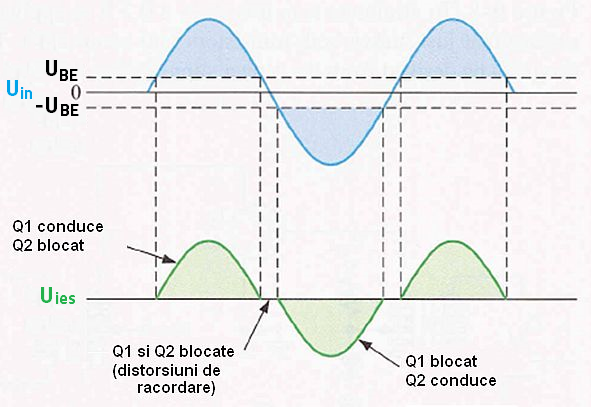 UBE
Uin
0
-UBE
Q1 conduce
Q2 blocat
Uies
Q1 si Q2 blocate
(distorsiuni de
racordare)
Q1 blocat
Q2 conduce